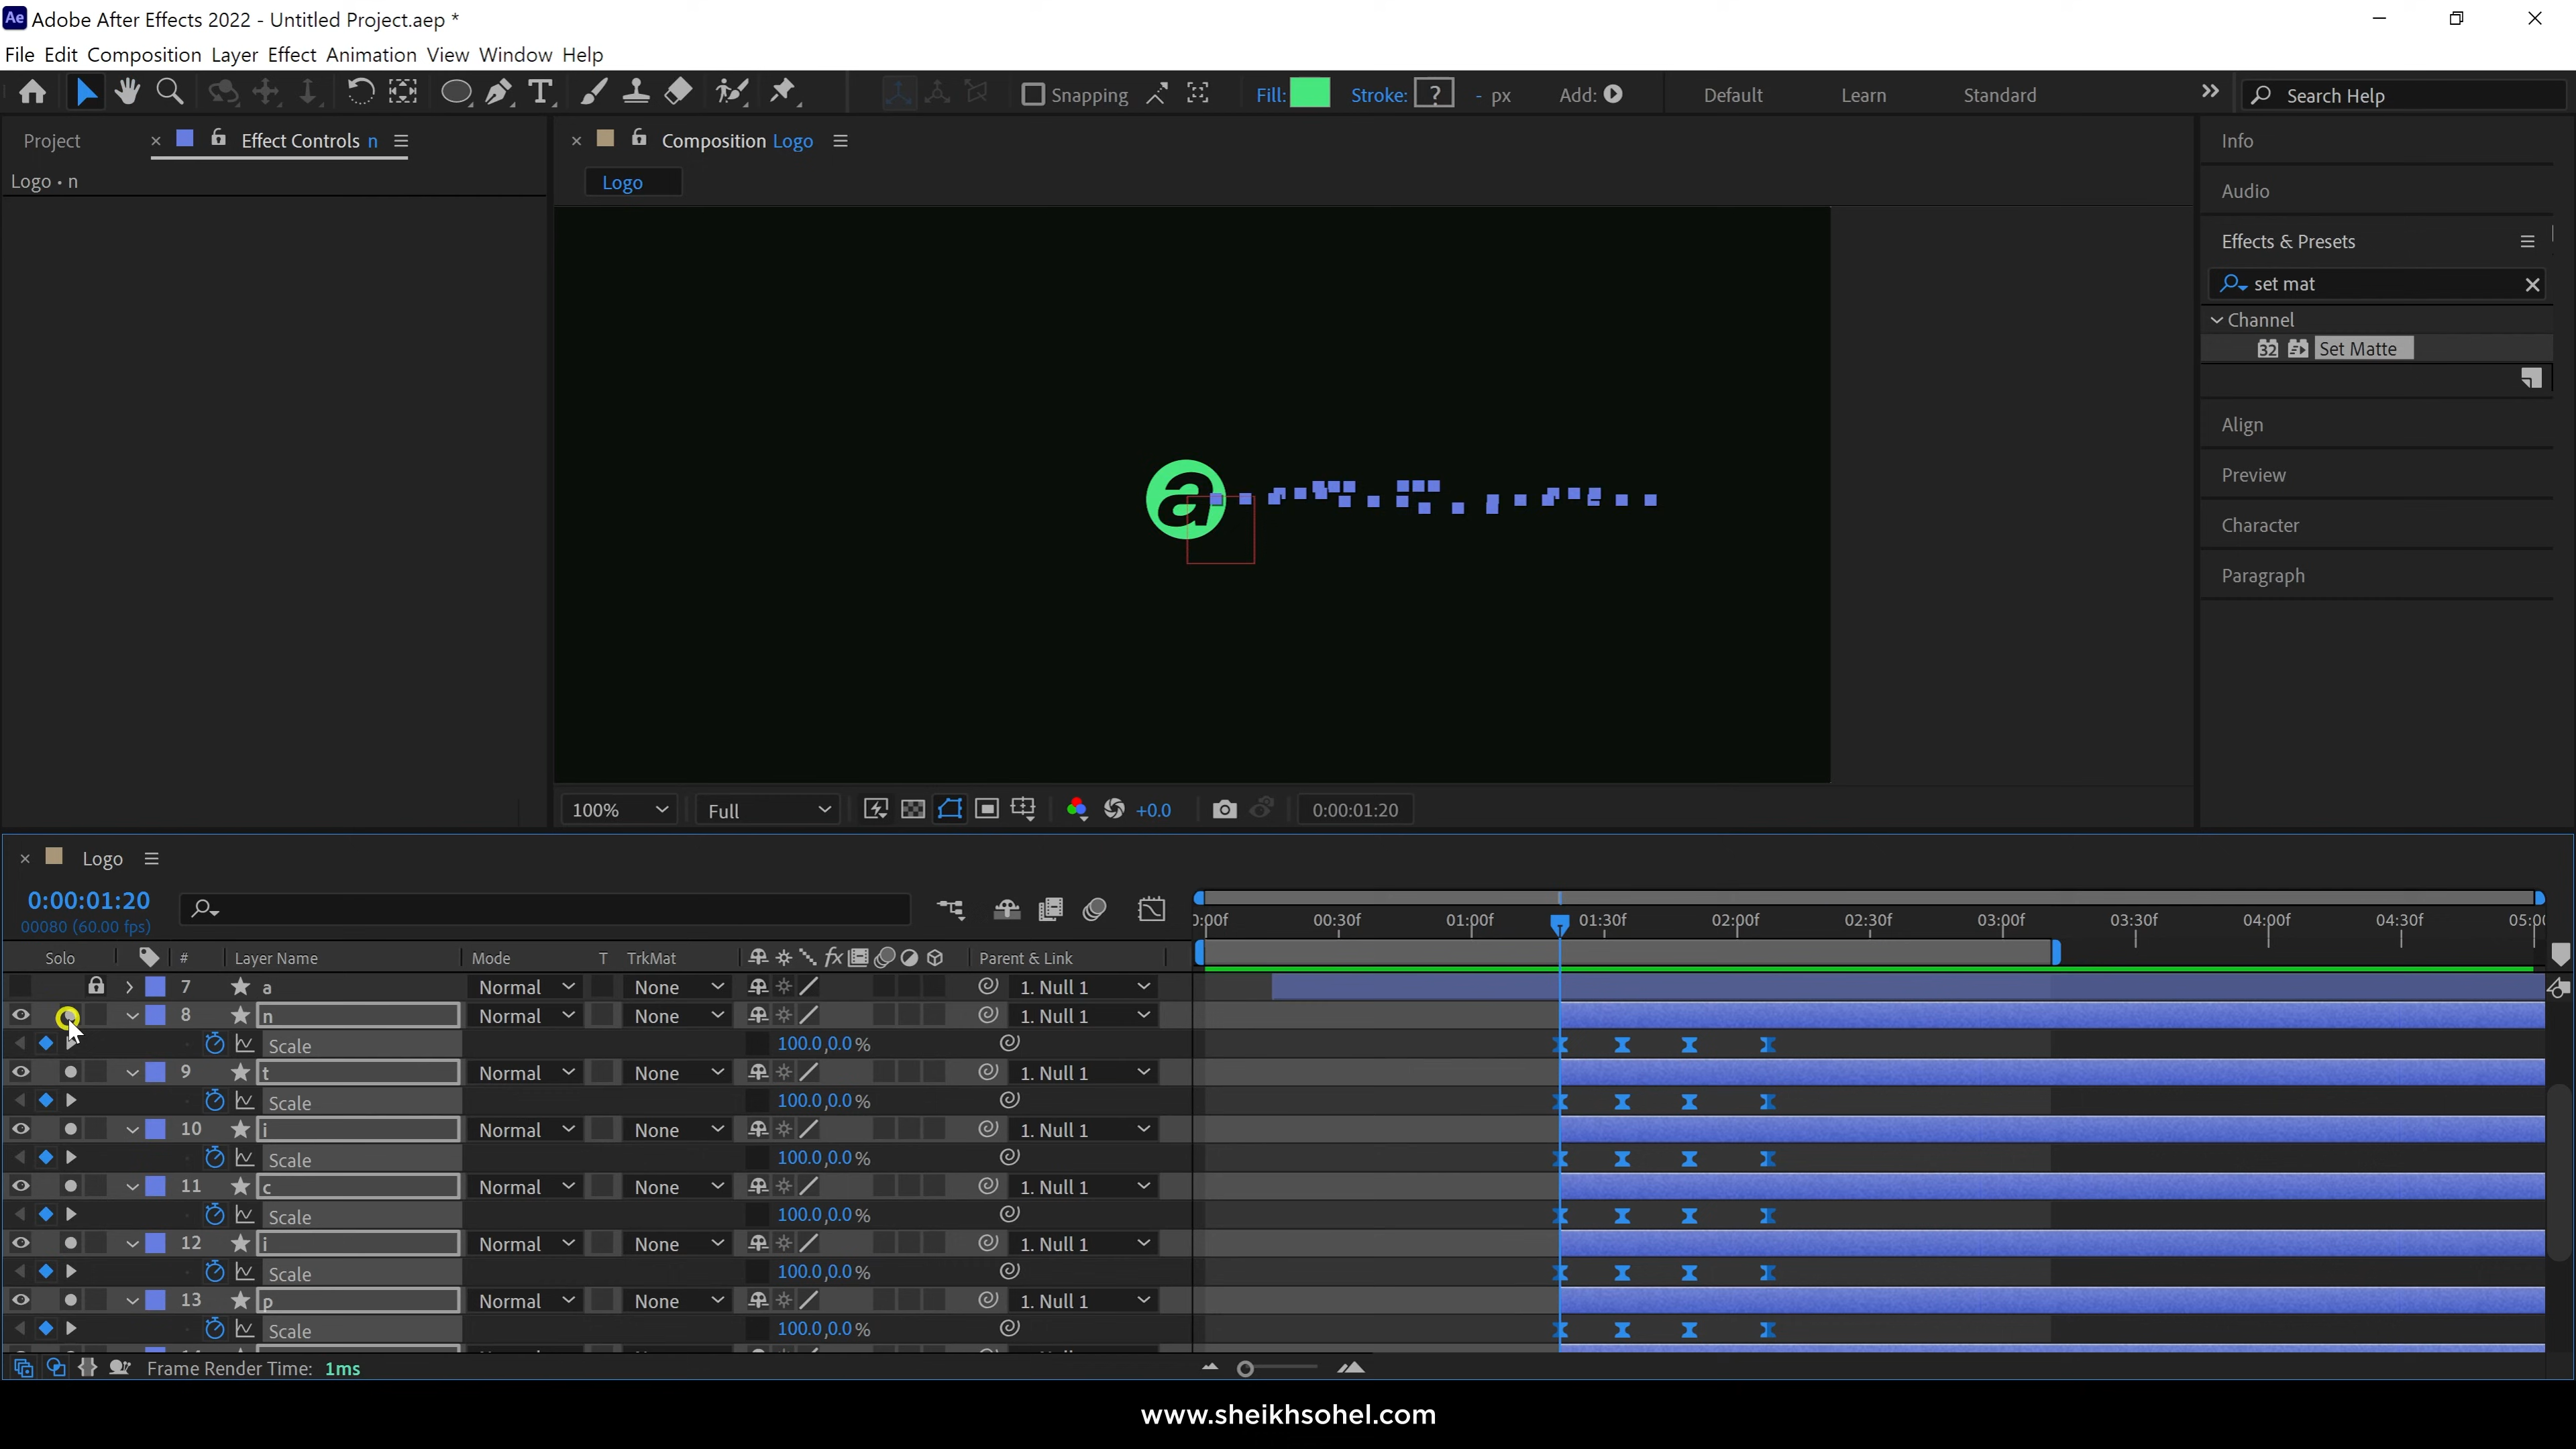 Ae Adobe After Effects 2022 - Untitled Project.aep *
File Edit Composition Layer Effect Animation View Window Help
Snapping Fill: Stroke: ? - px Add: Default Learn Standard Search Help
Project Effect Controls n Composition Logo
Logo • n
Logo
Info
Audio
Effects & Presets
set mat
Channel
32 Set Matte
Align
Preview
Character
Paragraph
a
100% Full +0.0 0:00:01:20
Logo
0:00:01:20
00080 (60.00 fps)
00f 00:30f 01:00f 01:30f 02:00f 02:30f 03:00f 03:30f 04:00f 04:30f 05:00
Solo # Layer Name Mode T TrkMat fx Parent & Link
7 a Normal None 1. Null 1
8 n Normal None 1. Null 1
Scale 100.0,0.0%
9 t Normal None 1. Null 1
Scale 100.0,0.0%
10 i Normal None 1. Null 1
Scale 100.0,0.0%
11 c Normal None 1. Null 1
Scale 100.0,0.0%
12 i Normal None 1. Null 1
Scale 100.0,0.0%
13 p Normal None 1. Null 1
Scale 100.0,0.0%
Frame Render Time: 1ms
www.sheikhsohel.com